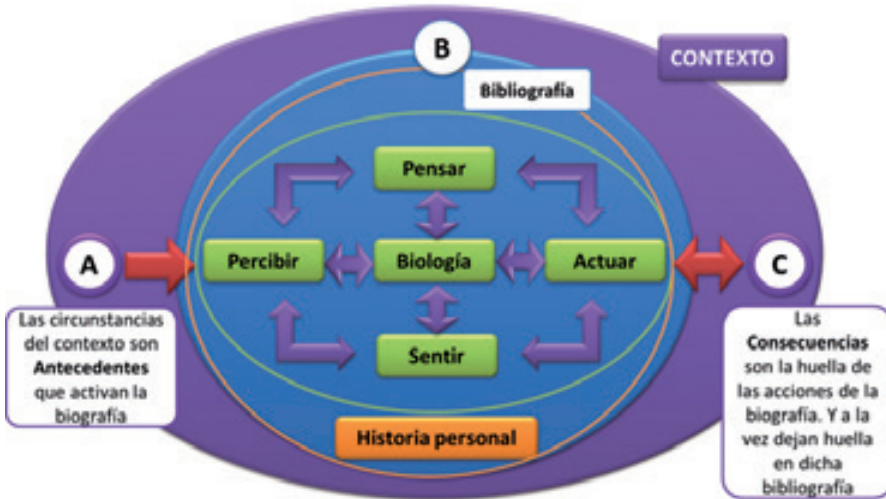 B
CONTEXTO
Bibliografía
Pensar
A
Percibir
Biología
Actuar
C
Las circunstancias
del contexto son
Antecedentes
que activan la
biografía
Sentir
Historia personal
Las
Consecuencias
son la huella de
las acciones de la
biografía. Y a la
vez dejan huella
en dicha
bibliografía